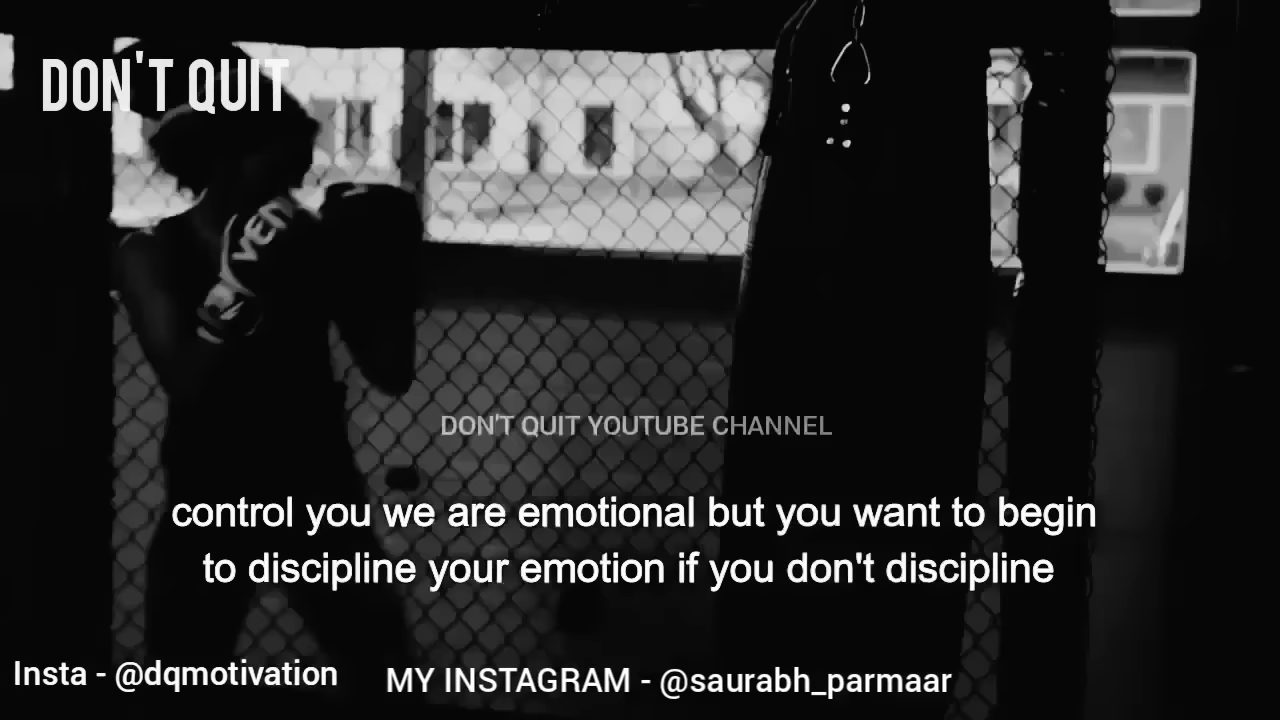 DON'T QUIT
VEN
DON'T QUIT YOUTUBE CHANNEL
control you we are emotional but you want to begin
to discipline your emotion if you don't discipline
Insta - @dqmotivation
MY INSTAGRAM - @saurabh_parmaar